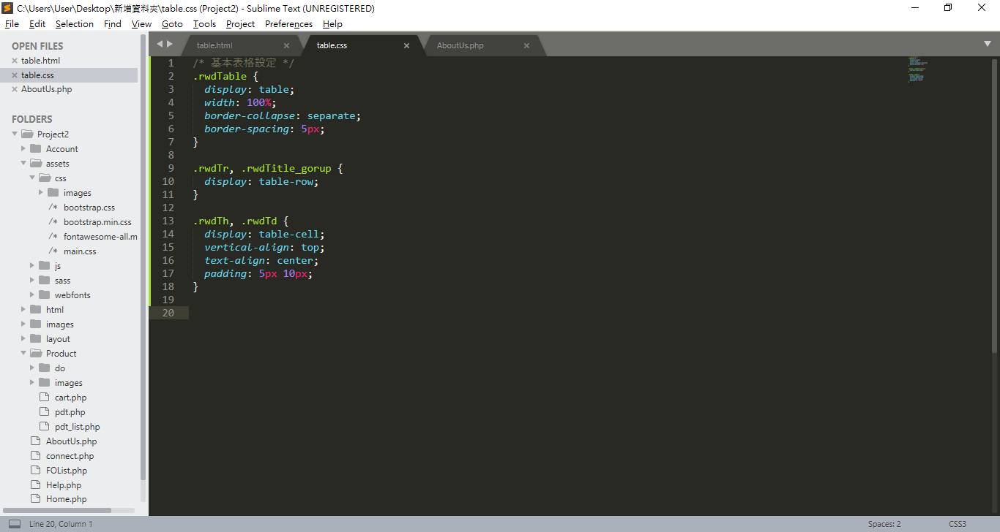 C:\Users\User\Desktop\新增資料夾\table.css (Project2) - Sublime Text (UNREGISTERED)
File Edit Selection Find View Goto Tools Project Preferences Help
OPEN FILES
table.html
table.css
AboutUs.php
FOLDERS
Project2
Account
assets
css
images
/* bootstrap.css
/* bootstrap.min.css
/* fontawesome-all.m
/* main.css
js
sass
webfonts
html
images
layout
Product
do
images
cart.php
pdt.php
pdt_list.php
AboutUs.php
connect.php
FOList.php
Help.php
Home.php
table.html table.css AboutUs.php
1 /* 基本表格設定 */
2 .rwdTable {
3 display: table;
4 width: 100%;
5 border-collapse: separate;
6 border-spacing: 5px;
7 }
8
9 .rwdTr, .rwdTitle_gorup {
10 display: table-row;
11 }
12
13 .rwdTh, .rwdTd {
14 display: table-cell;
15 vertical-align: top;
16 text-align: center;
17 padding: 5px 10px;
18 }
19
20
Line 20, Column 1 Spaces: 2 CSS3